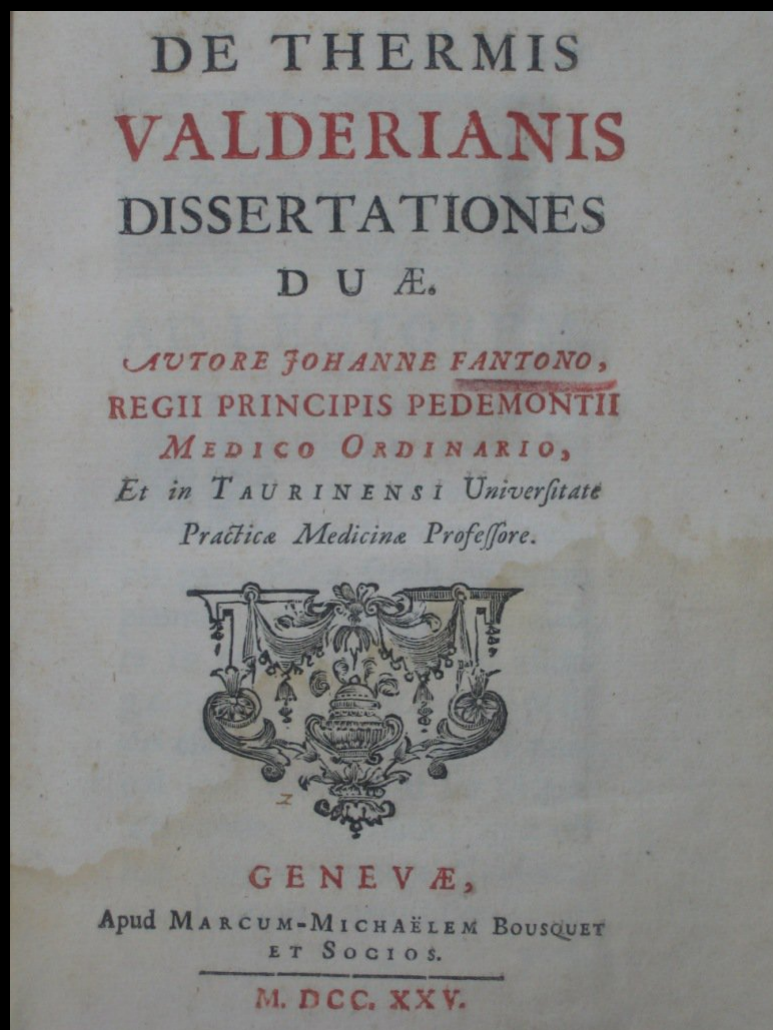 DE THERMIS
VALDERIANIS
DISSERTATIONES
DUÆ.
AVTORE JOHANNE FANTONO,
REGII PRINCIPIS PEDEMONTII
MEDICO ORDINARIO,
Et in TAURINENSI Univerſitate
Practicæ Medicinæ Profeſſore.
GENEVÆ,
Apud MARCUM-MICHAËLEM BOUSQUET
ET SOCIOS.
M. DCC. XXV.